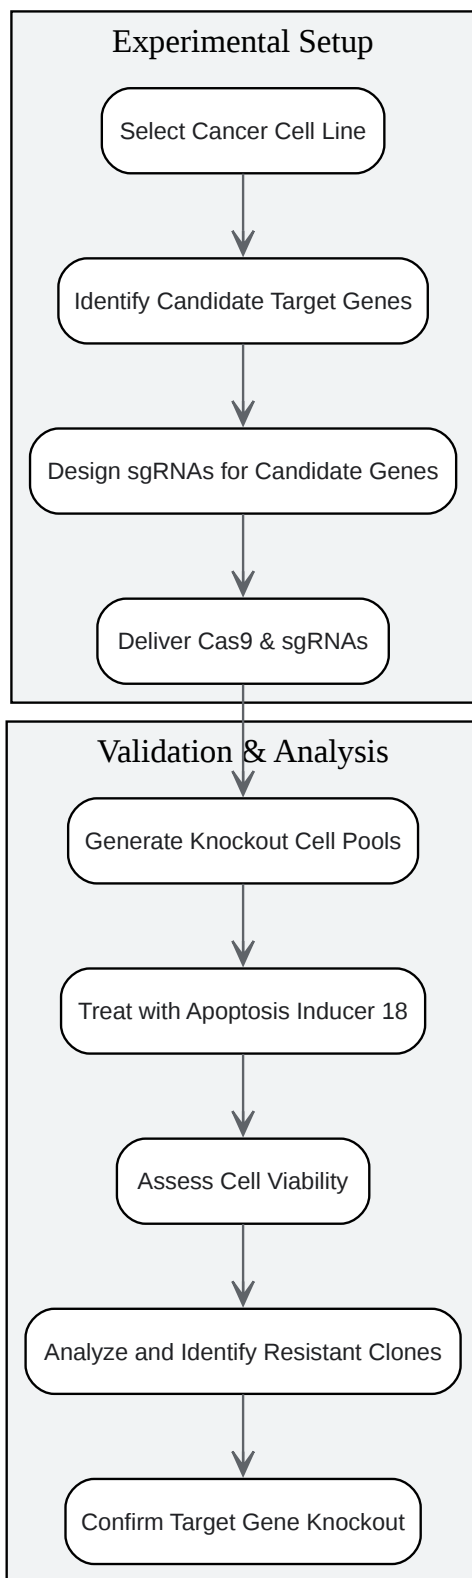 Experimental Setup
Select Cancer Cell Line
Identify Candidate Target Genes
Design sgRNAs for Candidate Genes
Deliver Cas9 & sgRNAs
Validation & Analysis
Generate Knockout Cell Pools
Treat with Apoptosis Inducer 18
Assess Cell Viability
Analyze and Identify Resistant Clones
Confirm Target Gene Knockout